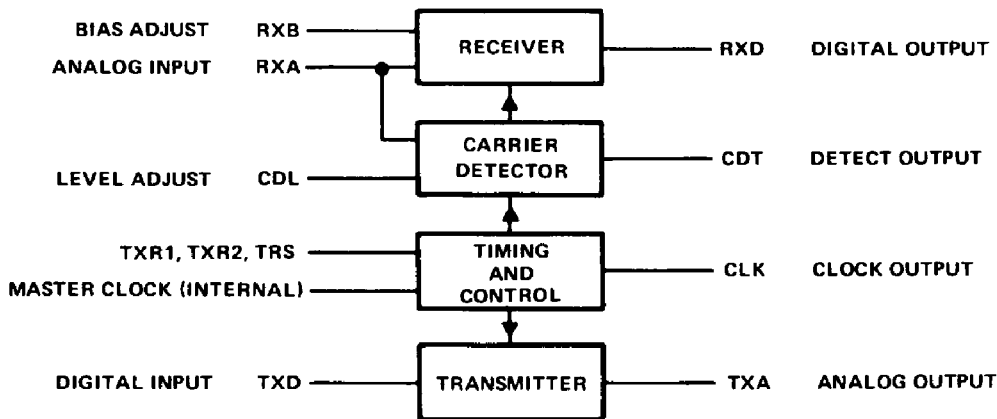 BIAS ADJUST RXB
RECEIVER
RXD DIGITAL OUTPUT
ANALOG INPUT RXA
CARRIER
DETECTOR
CDT DETECT OUTPUT
LEVEL ADJUST CDL
TXR1, TXR2, TRS
TIMING
AND
CONTROL
CLK CLOCK OUTPUT
MASTER CLOCK (INTERNAL)
DIGITAL INPUT TXD
TRANSMITTER
TXA ANALOG OUTPUT